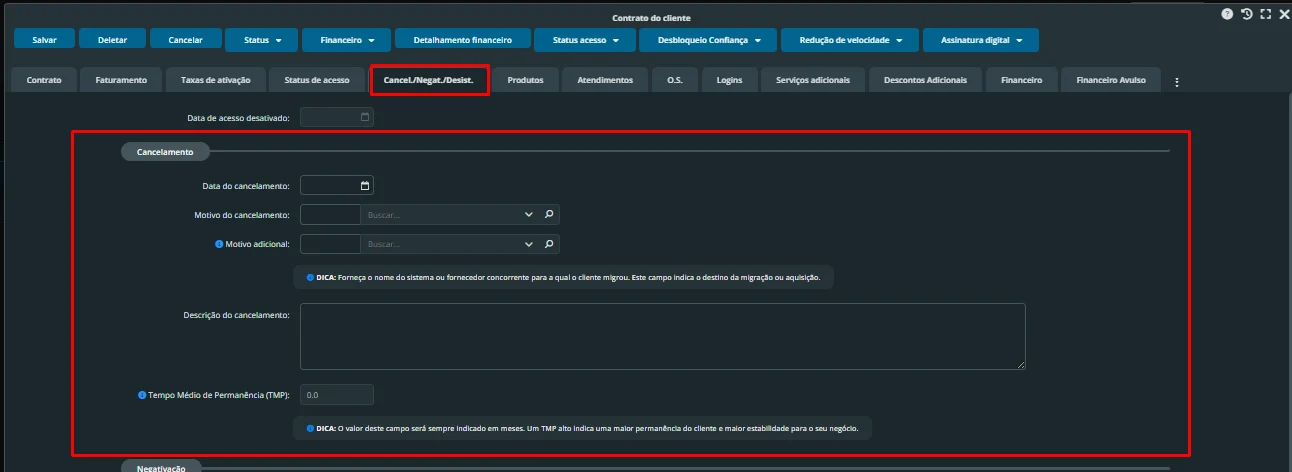 Contrato do cliente
Salvar Deletar Cancelar Status Financeiro Detalhamento financeiro Status acesso Desbloqueio Confiança Redução de velocidade Assinatura digital
Contrato Faturamento Taxas de ativação Status de acesso Cancel./Negat./Desist. Produtos Atendimentos O.S. Logins Serviços adicionais Descontos Adicionais Financeiro Financeiro Avulso
Data de acesso desativado:
Cancelamento
Data do cancelamento:
Motivo do cancelamento: Buscar...
Motivo adicional: Buscar...
DICA: Forneça o nome do sistema ou fornecedor concorrente para a qual o cliente migrou. Este campo indica o destino da migração ou aquisição.
Descrição do cancelamento:
Tempo Médio de Permanência (TMP): 0.0
DICA: O valor deste campo será sempre indicado em meses. Um TMP alto indica uma maior permanência do cliente e maior estabilidade para o seu negócio.
Negativação